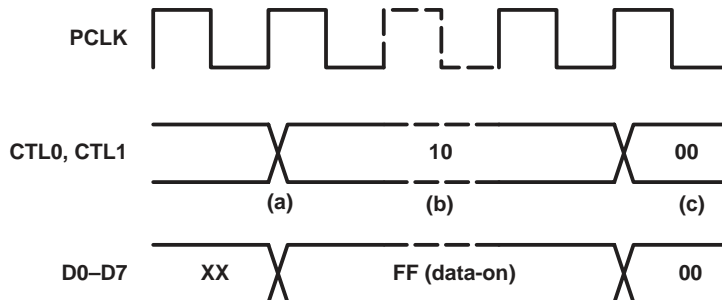 PCLK
CTL0, CTL1
10
00
(a)
(b)
(c)
D0–D7
XX
FF (data-on)
00